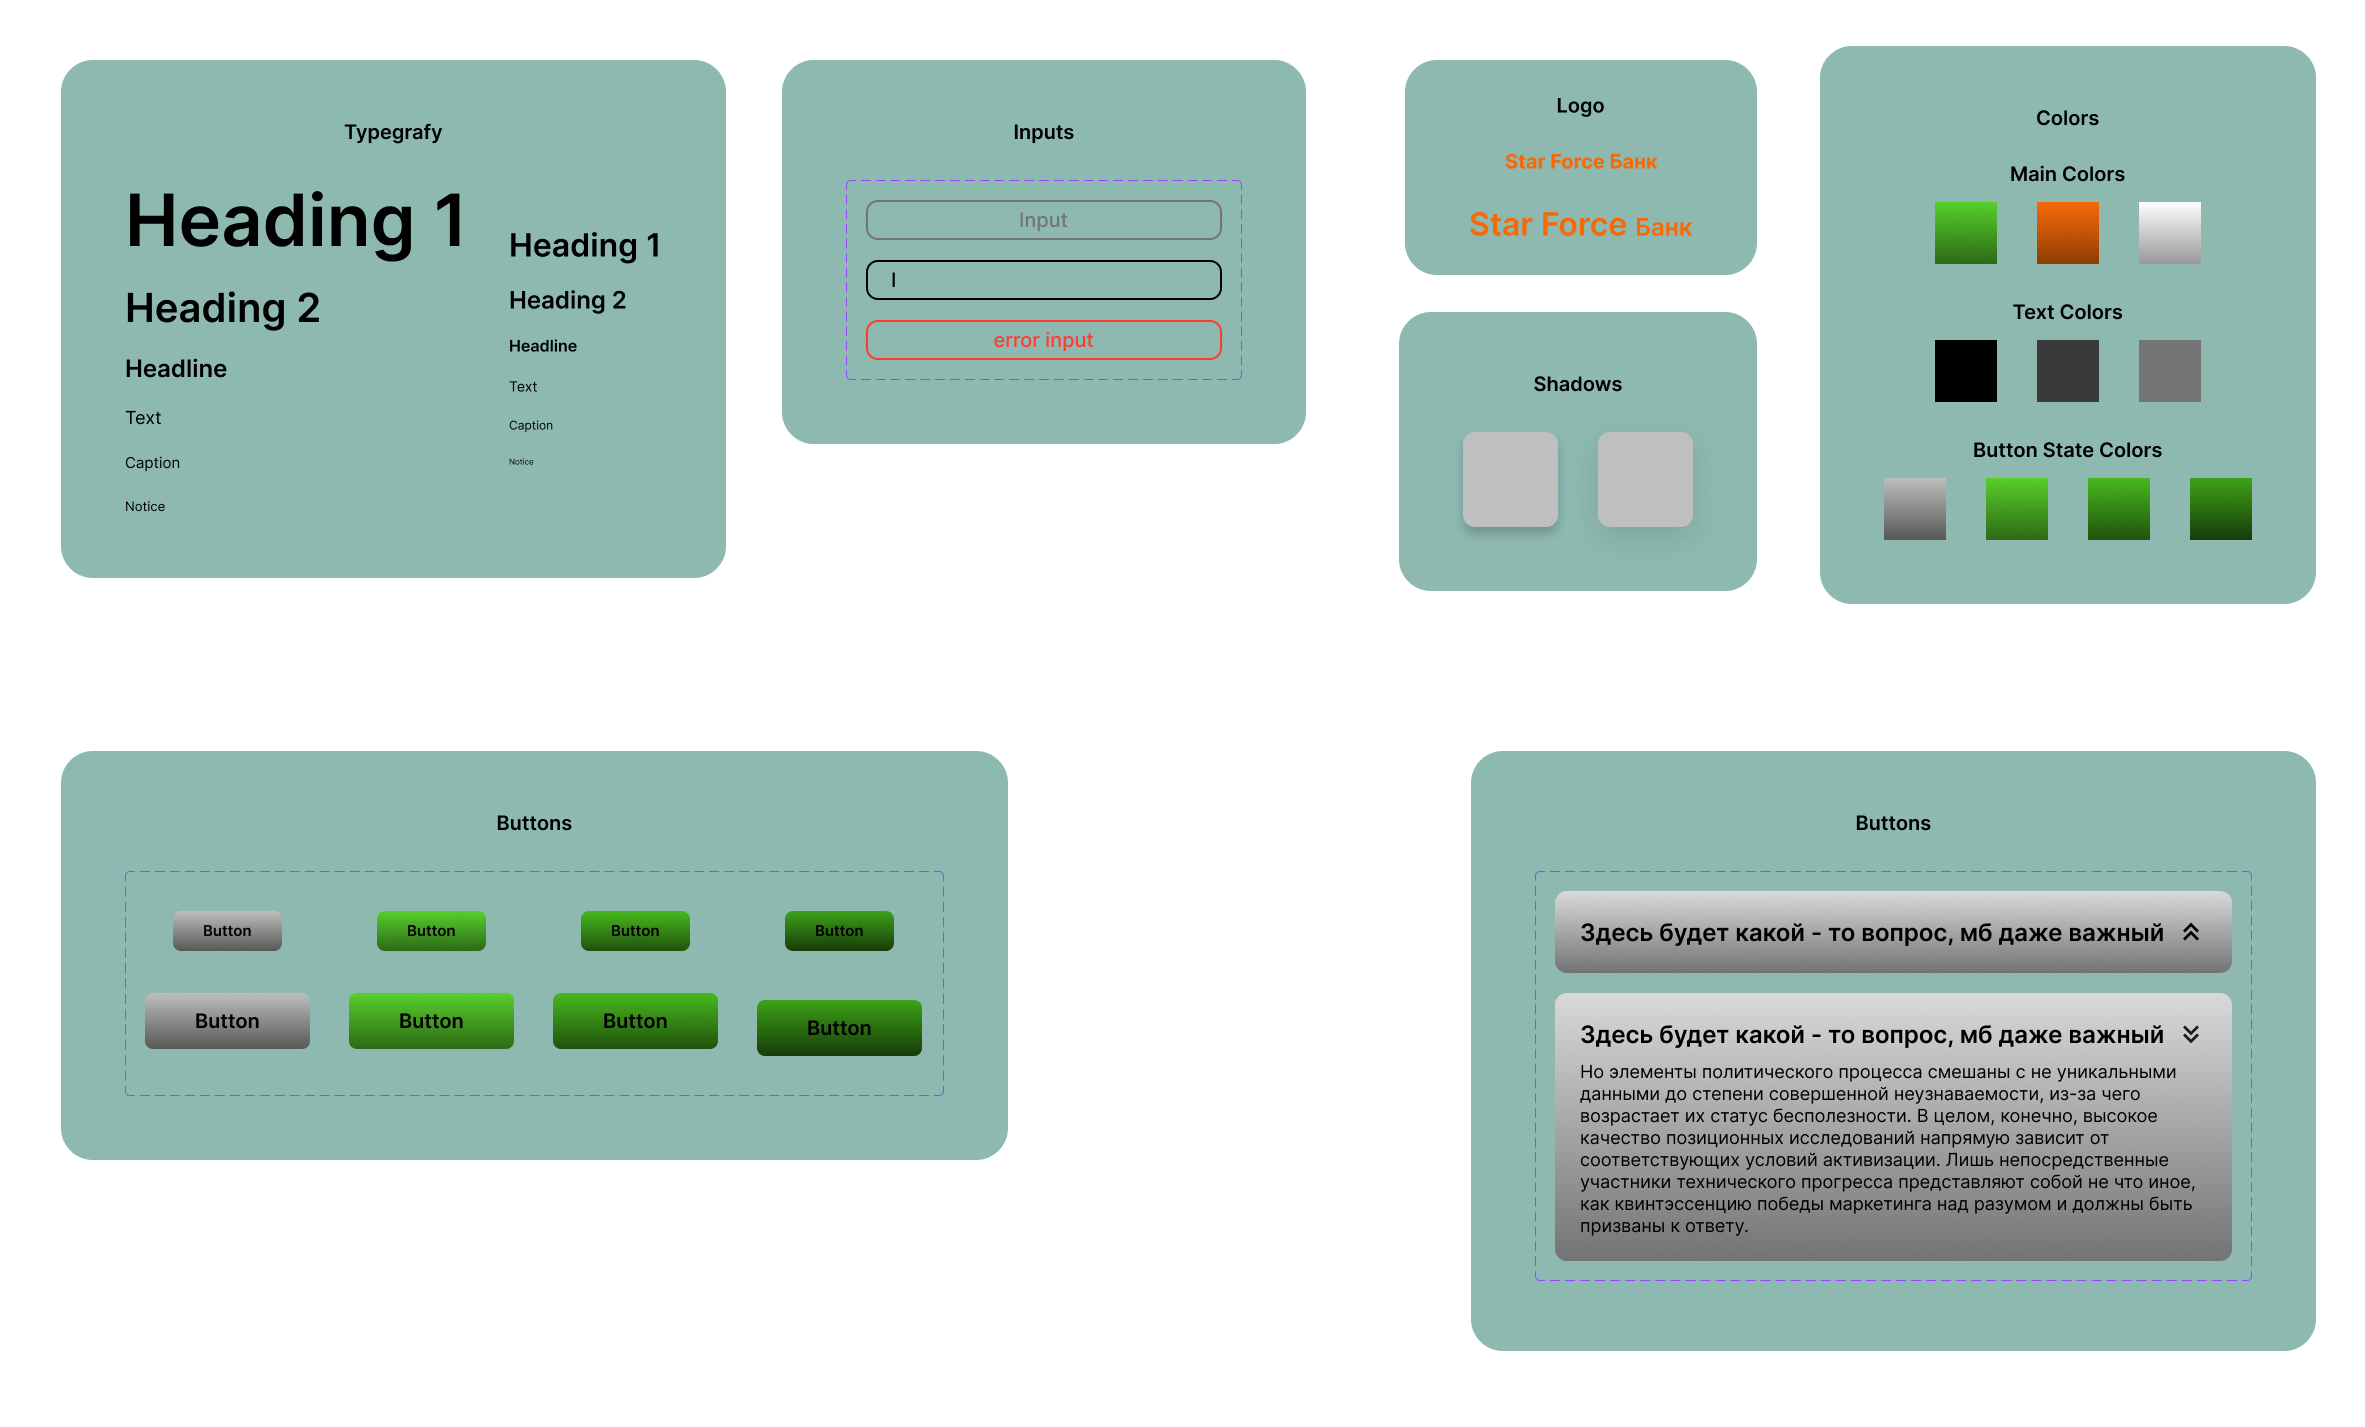 Typegrafy
Heading 1
Heading 2
Headline
Text
Caption
Notice
Heading 1
Heading 2
Headline
Text
Caption
Notice
Inputs
Input
I
error input
Logo
Star Force Банк
Star Force Банк
Shadows
Colors
Main Colors
Text Colors
Button State Colors
Buttons
Button Button Button Button
Button Button Button Button
Buttons
Здесь будет какой - то вопрос, мб даже важный
Здесь будет какой - то вопрос, мб даже важный
Но элементы политического процесса смешаны с не уникальными
данными до степени совершенной неузнаваемости, из-за чего
возрастает их статус бесполезности. В целом, конечно, высокое
качество позиционных исследований напрямую зависит от
соответствующих условий активизации. Лишь непосредственные
участники технического прогресса представляют собой не что иное,
как квинтэссенцию победы маркетинга над разумом и должны быть
призваны к ответу.